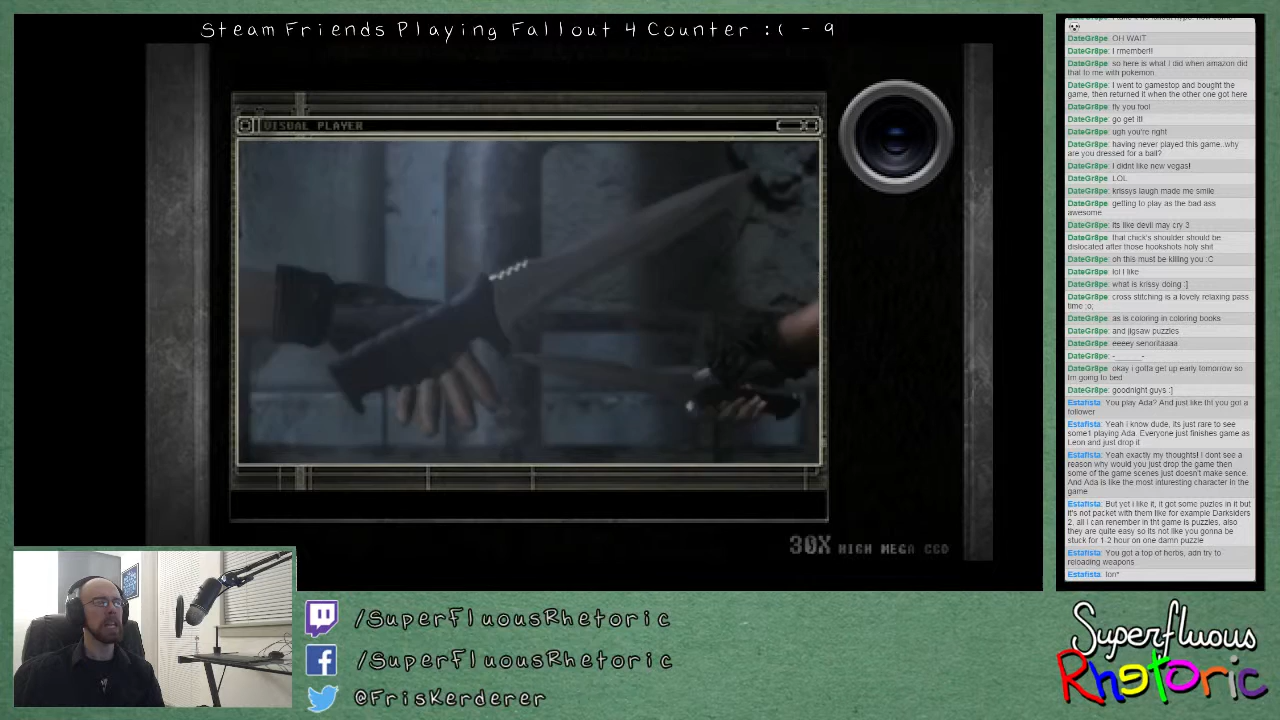 Steam Friends Playing Fallout 4 Counter :( - 9
VISUAL PLAYER
30X HIGH MEGA CCD
DateGr8pe: OH WAIT
DateGr8pe: I rmember!!
DateGr8pe: so here is what i did when amazon did
that to me with pokemon.
DateGr8pe: I went to gamestop and bought the
game, then returned it when the other one got here
DateGr8pe: fly you fool
DateGr8pe: go get it!
DateGr8pe: ugh you're right
DateGr8pe: having never played this game..why
are you dressed for a ball?
DateGr8pe: I didnt like new vegas!
DateGr8pe: LOL
DateGr8pe: krissys laugh made me smile
DateGr8pe: getting to play as the bad ass
awesome
DateGr8pe: its like devil may cry 3
DateGr8pe: that chick's shoulder should be
dislocated after those hookshots holy shit
DateGr8pe: oh this must be killing you :C
DateGr8pe: lol I like
DateGr8pe: what is krissy doing :]
DateGr8pe: cross stitching is a lovely relaxing pass
time ;o;
DateGr8pe: as is coloring in coloring books
DateGr8pe: and jigsaw puzzles
DateGr8pe: eeeey senoritaaaa
DateGr8pe: -______-
DateGr8pe: okay i gotta get up early tomorrow so
Im going to bed
DateGr8pe: goodnight guys :]
Estafista: You play Ada? And just like tht you got a
follower
Estafista: Yeah i know dude, its just rare to see
some1 playing Ada. Everyone just finishes game as
Leon and just drop it
Estafista: Yeah exactly my thoughts! I dont see a
reason why would you just drop the game then
some of the game scenes just doesn't make sence.
And Ada is like the most inturesting character in the
game
Estafista: But yet i like it, it got some puzles in it but
it's not packet with them like for example Darksiders
2, all I can renember in tht game is puzzles, also
they are quite easy so its not like you gonna be
stuck for 1-2 hour on one damn puzzle
Estafista: You got a top of herbs, adn try to
reloading weapons
Estafista: ton*
/SuperFluousRhetoric
/SuperFluousRhetoric
@FrisKerderer
Superfluous
Rhetoric